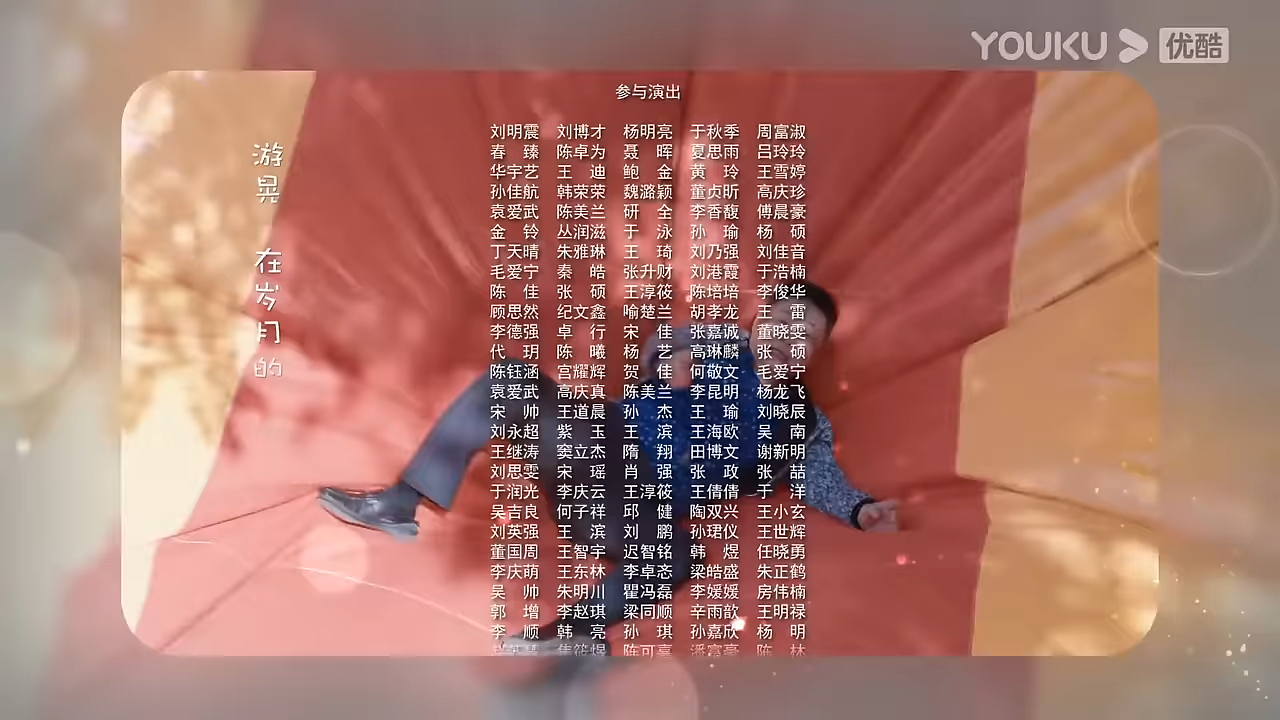 YOUKU 优酷
参与演出
游晃 在岁月的
刘明震 刘博才 杨明亮 于秋季 周富淑
春 臻 陈卓为 聂 晖 夏思雨 吕玲玲
华宇艺 王 迪 鲍 金 黄 玲 王雪婷
孙佳航 韩荣荣 魏潞颖 董贞昕 高庆珍
袁爱武 陈美兰 研 全 李香馥 傅晨豪
金 铃 丛润滋 于 泳 孙 瑜 杨 硕
丁天晴 朱雅琳 王 琦 刘乃强 刘佳音
毛爱宁 秦 皓 张升财 刘港霞 于浩楠
陈 佳 张 硕 王淳筱 陈培培 李俊华
顾思然 纪文鑫 喻楚兰 胡孝龙 王 雷
李德强 卓 行 宋 佳 张嘉诚 董晓雯
代 玥 陈 曦 杨 艺 高琳麟 张 硕
陈钰涵 宫耀辉 贺 佳 何敬文 毛爱宁
袁爱武 高庆真 陈美兰 李昆明 杨龙飞
宋 帅 王道晨 孙 杰 王 瑜 刘晓辰
刘永超 紫 玉 王 滨 王海欧 吴 南
王继涛 窦立杰 隋 翔 田博文 谢新明
刘思雯 宋 瑶 肖 强 张 政 张 喆
于润光 李庆云 王淳筱 王倩倩 于 洋
吴吉良 何子祥 邱 健 陶双兴 王小玄
刘英强 王 滨 刘 鹏 孙珺仪 王世辉
董国周 王智宇 迟智铭 韩 煜 任晓勇
李庆萌 王东林 李卓忞 梁皓盛 朱正鹤
吴 帅 朱明川 瞿冯磊 李媛媛 房伟楠
郭 增 李赵琪 梁同顺 辛雨歆 王明禄
李 顺 韩 亮 孙 琪 孙嘉欣 杨 明
陈可 陈 林